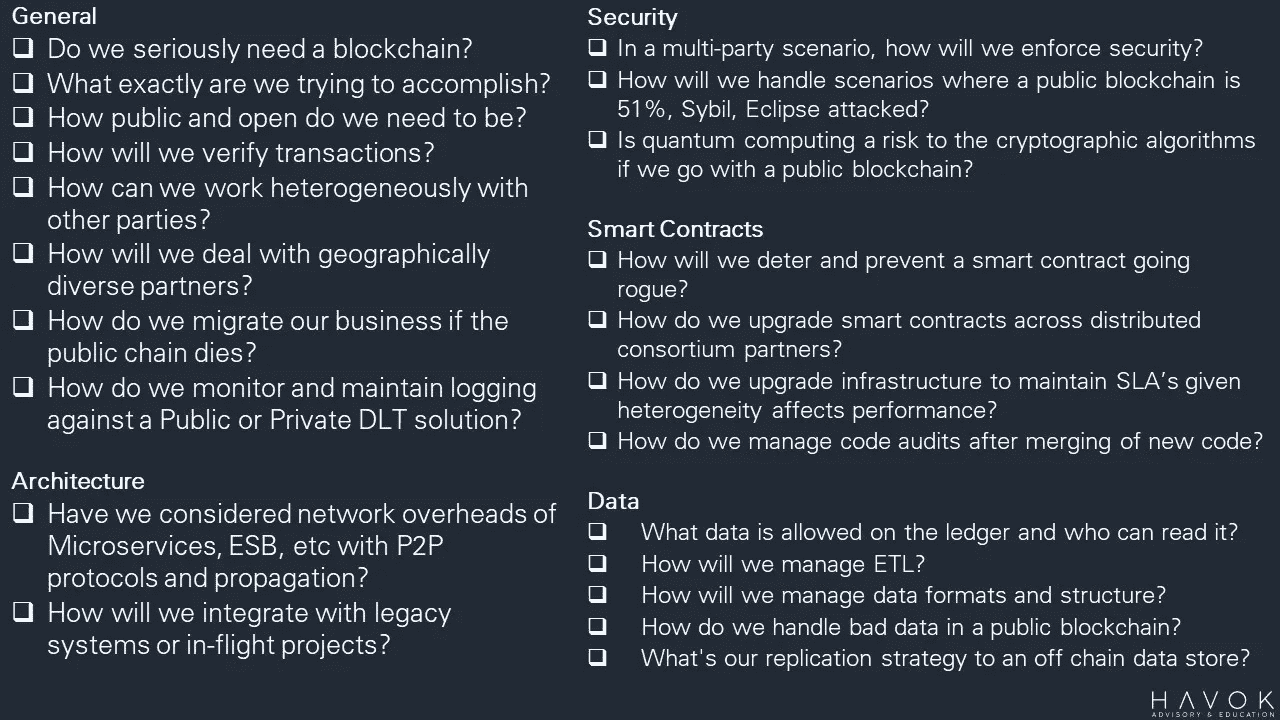 General
Do we seriously need a blockchain?
What exactly are we trying to accomplish?
How public and open do we need to be?
How will we verify transactions?
How can we work heterogeneously with
other parties?
How will we deal with geographically
diverse partners?
How do we migrate our business if the
public chain dies?
How do we monitor and maintain logging
against a Public or Private DLT solution?
Architecture
Have we considered network overheads of
Microservices, ESB, etc with P2P
protocols and propagation?
How will we integrate with legacy
systems or in-flight projects?
Security
In a multi-party scenario, how will we enforce security?
How will we handle scenarios where a public blockchain is
51%, Sybil, Eclipse attacked?
Is quantum computing a risk to the cryptographic algorithms
if we go with a public blockchain?
Smart Contracts
How will we deter and prevent a smart contract going
rogue?
How do we upgrade smart contracts across distributed
consortium partners?
How do we upgrade infrastructure to maintain SLA's given
heterogeneity affects performance?
How do we manage code audits after merging of new code?
Data
What data is allowed on the ledger and who can read it?
How will we manage ETL?
How will we manage data formats and structure?
How do we handle bad data in a public blockchain?
What's our replication strategy to an off chain data store?
HAVOK
ADVISORY & EDUCATION